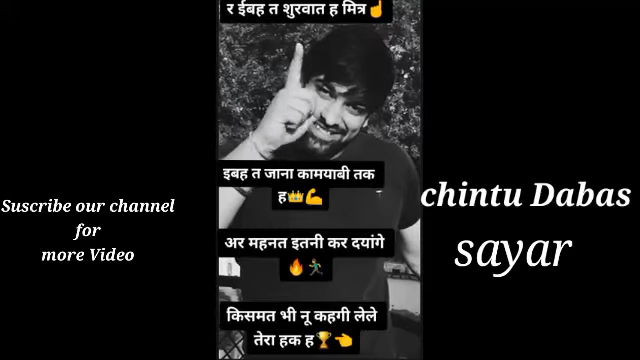 र ईबह त शुरवात ह मित्र☝
इबह त जाना कामयाबी तक
ह👑💪
अर महनत इतनी कर दयांगे
🔥🏃
किसमत भी नू कहगी लेले
तेरा हक ह🏆👈
Suscribe our channel
for
more Video
chintu Dabas
sayar